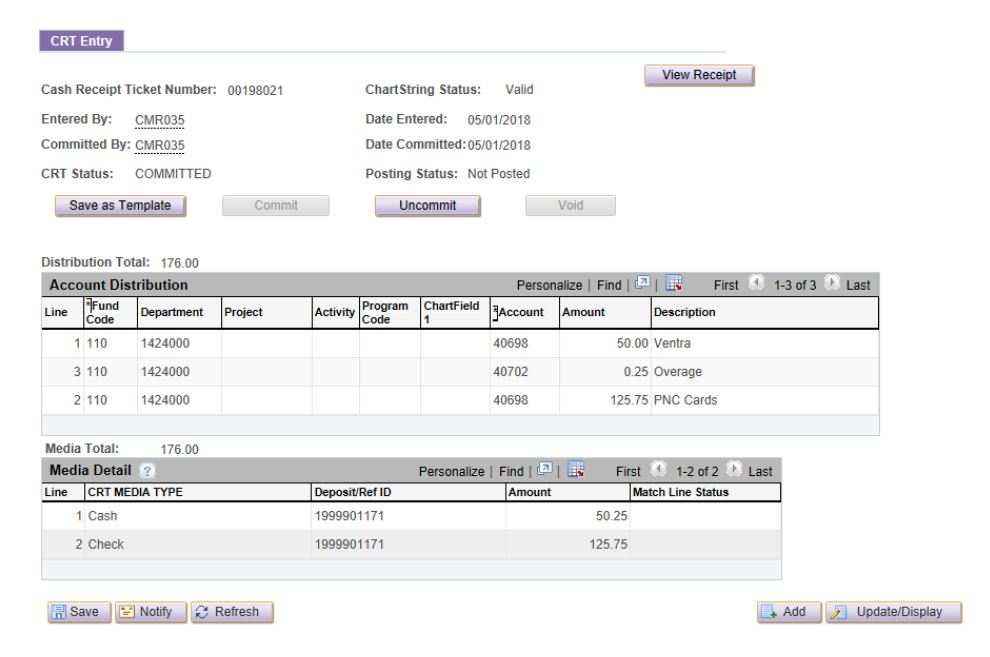 CRT Entry
View Receipt
Cash Receipt Ticket Number: 00198021 ChartString Status: Valid
Entered By: CMR035 Date Entered: 05/01/2018
Committed By: CMR035 Date Committed: 05/01/2018
CRT Status: COMMITTED Posting Status: Not Posted
Save as Template Commit Uncommit Void
Distribution Total: 176.00
Account Distribution Personalize | Find | | First 1-3 of 3 Last
Line *Fund Code Department Project Activity Program Code ChartField 1 *Account Amount Description
1 110 1424000 40698 50.00 Ventra
3 110 1424000 40702 0.25 Overage
2 110 1424000 40698 125.75 PNC Cards
Media Total: 176.00
Media Detail ? Personalize | Find | | First 1-2 of 2 Last
Line CRT MEDIA TYPE Deposit/Ref ID Amount Match Line Status
1 Cash 1999901171 50.25
2 Check 1999901171 125.75
Save Notify Refresh Add Update/Display